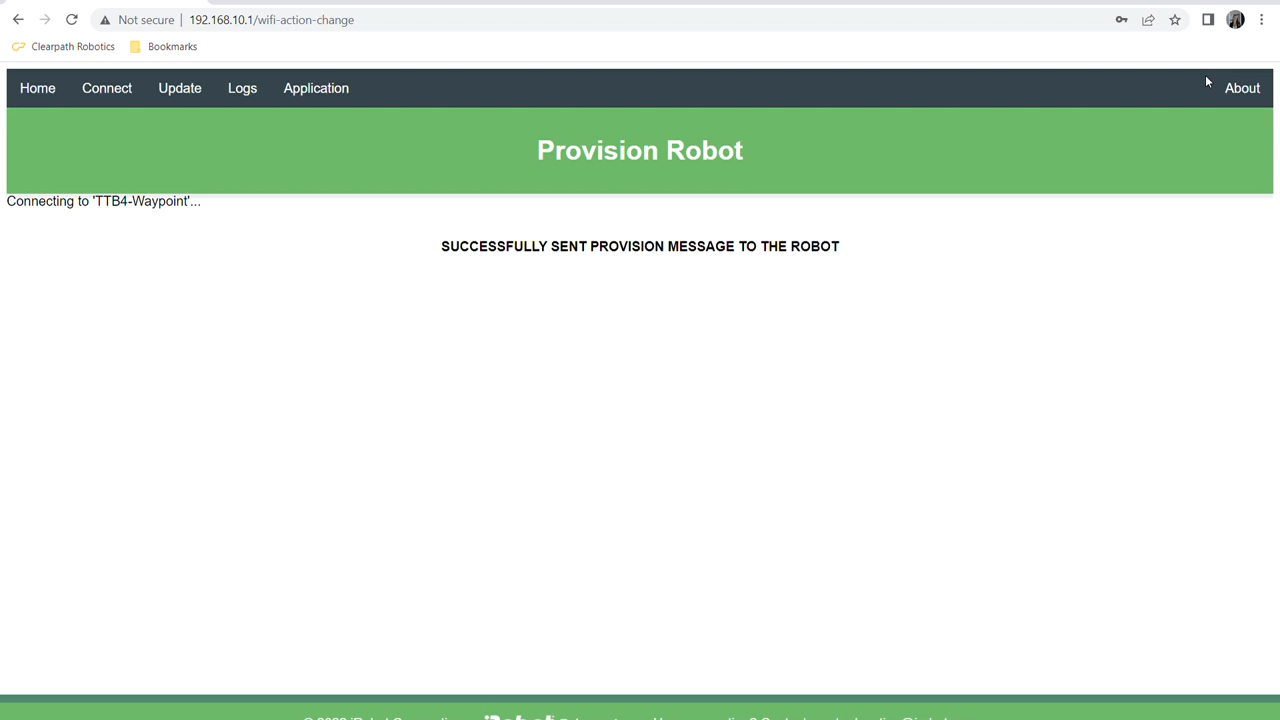 Not secure | 192.168.10.1/wifi-action-change
Clearpath Robotics Bookmarks
Home Connect Update Logs Application About
Provision Robot
Connecting to 'TTB4-Waypoint'...
SUCCESSFULLY SENT PROVISION MESSAGE TO THE ROBOT